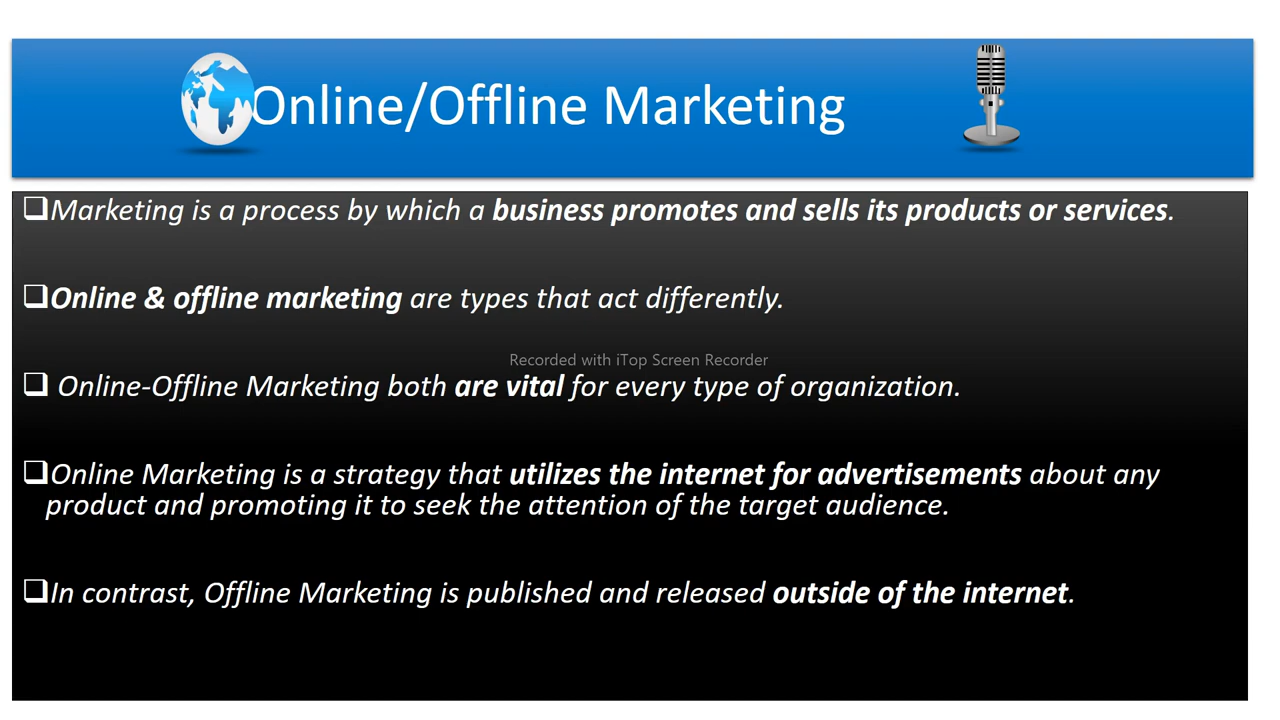 Online/Offline Marketing
❑Marketing is a process by which a business promotes and sells its products or services.
❑Online & offline marketing are types that act differently.
Recorded with iTop Screen Recorder
❑ Online-Offline Marketing both are vital for every type of organization.
❑Online Marketing is a strategy that utilizes the internet for advertisements about any
product and promoting it to seek the attention of the target audience.
❑In contrast, Offline Marketing is published and released outside of the internet.